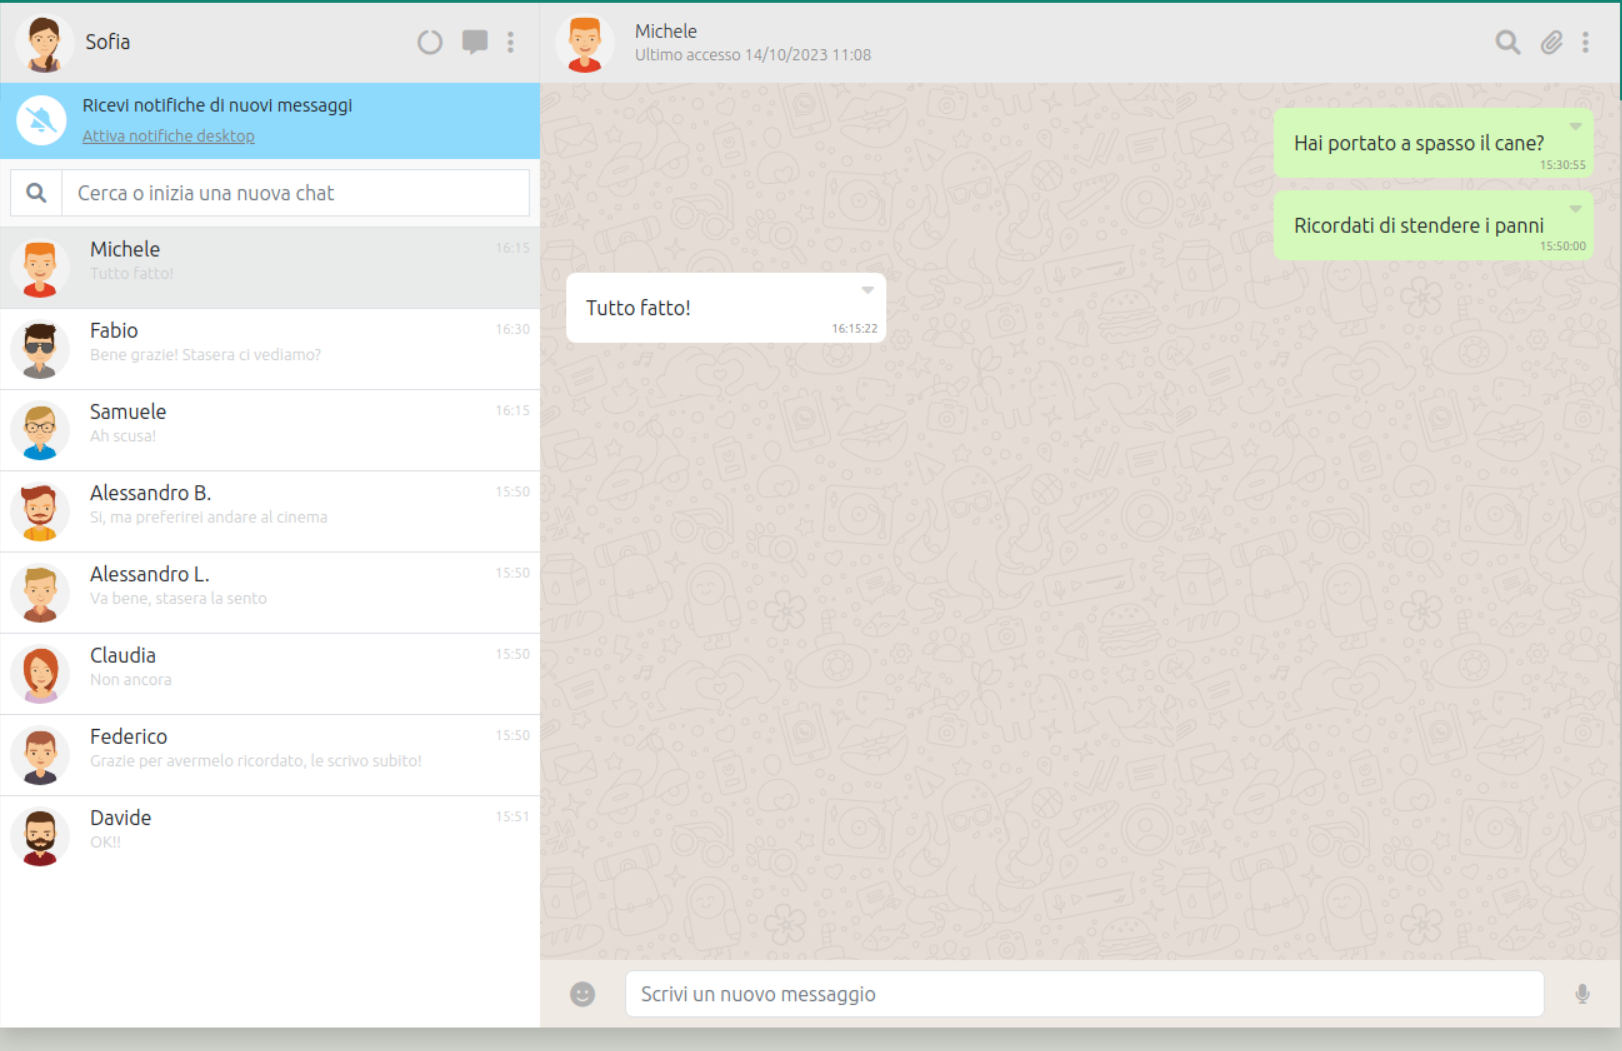 Sofia
Ricevi notifiche di nuovi messaggi
Attiva notifiche desktop
Cerca o inizia una nuova chat
Michele 16:15
Tutto fatto!
Fabio 16:30
Bene grazie! Stasera ci vediamo?
Samuele 16:15
Ah scusa!
Alessandro B. 15:50
Si, ma preferirei andare al cinema
Alessandro L. 15:50
Va bene, stasera la sento
Claudia 15:50
Non ancora
Federico 15:50
Grazie per avermelo ricordato, le scrivo subito!
Davide 15:51
OK!!
Michele
Ultimo accesso 14/10/2023 11:08
Hai portato a spasso il cane?
15:30:55
Ricordati di stendere i panni
15:50:00
Tutto fatto!
16:15:22
Scrivi un nuovo messaggio